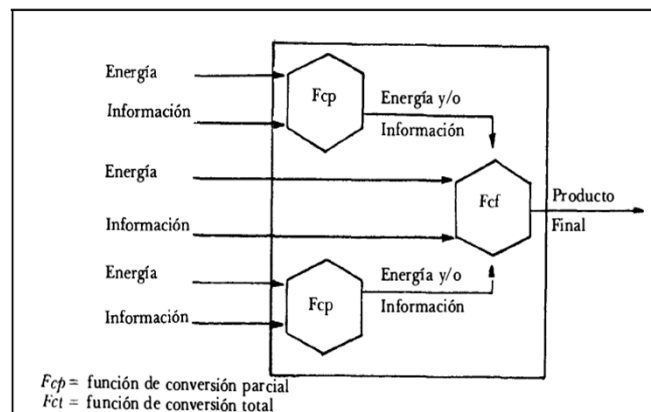 Energía
Información
Fcp
Energía y/o
Información
Energía
Información
Fcf
Producto
Final
Energía
Información
Fcp
Energía y/o
Información
Fcp = función de conversión parcial
Fct = función de conversión total